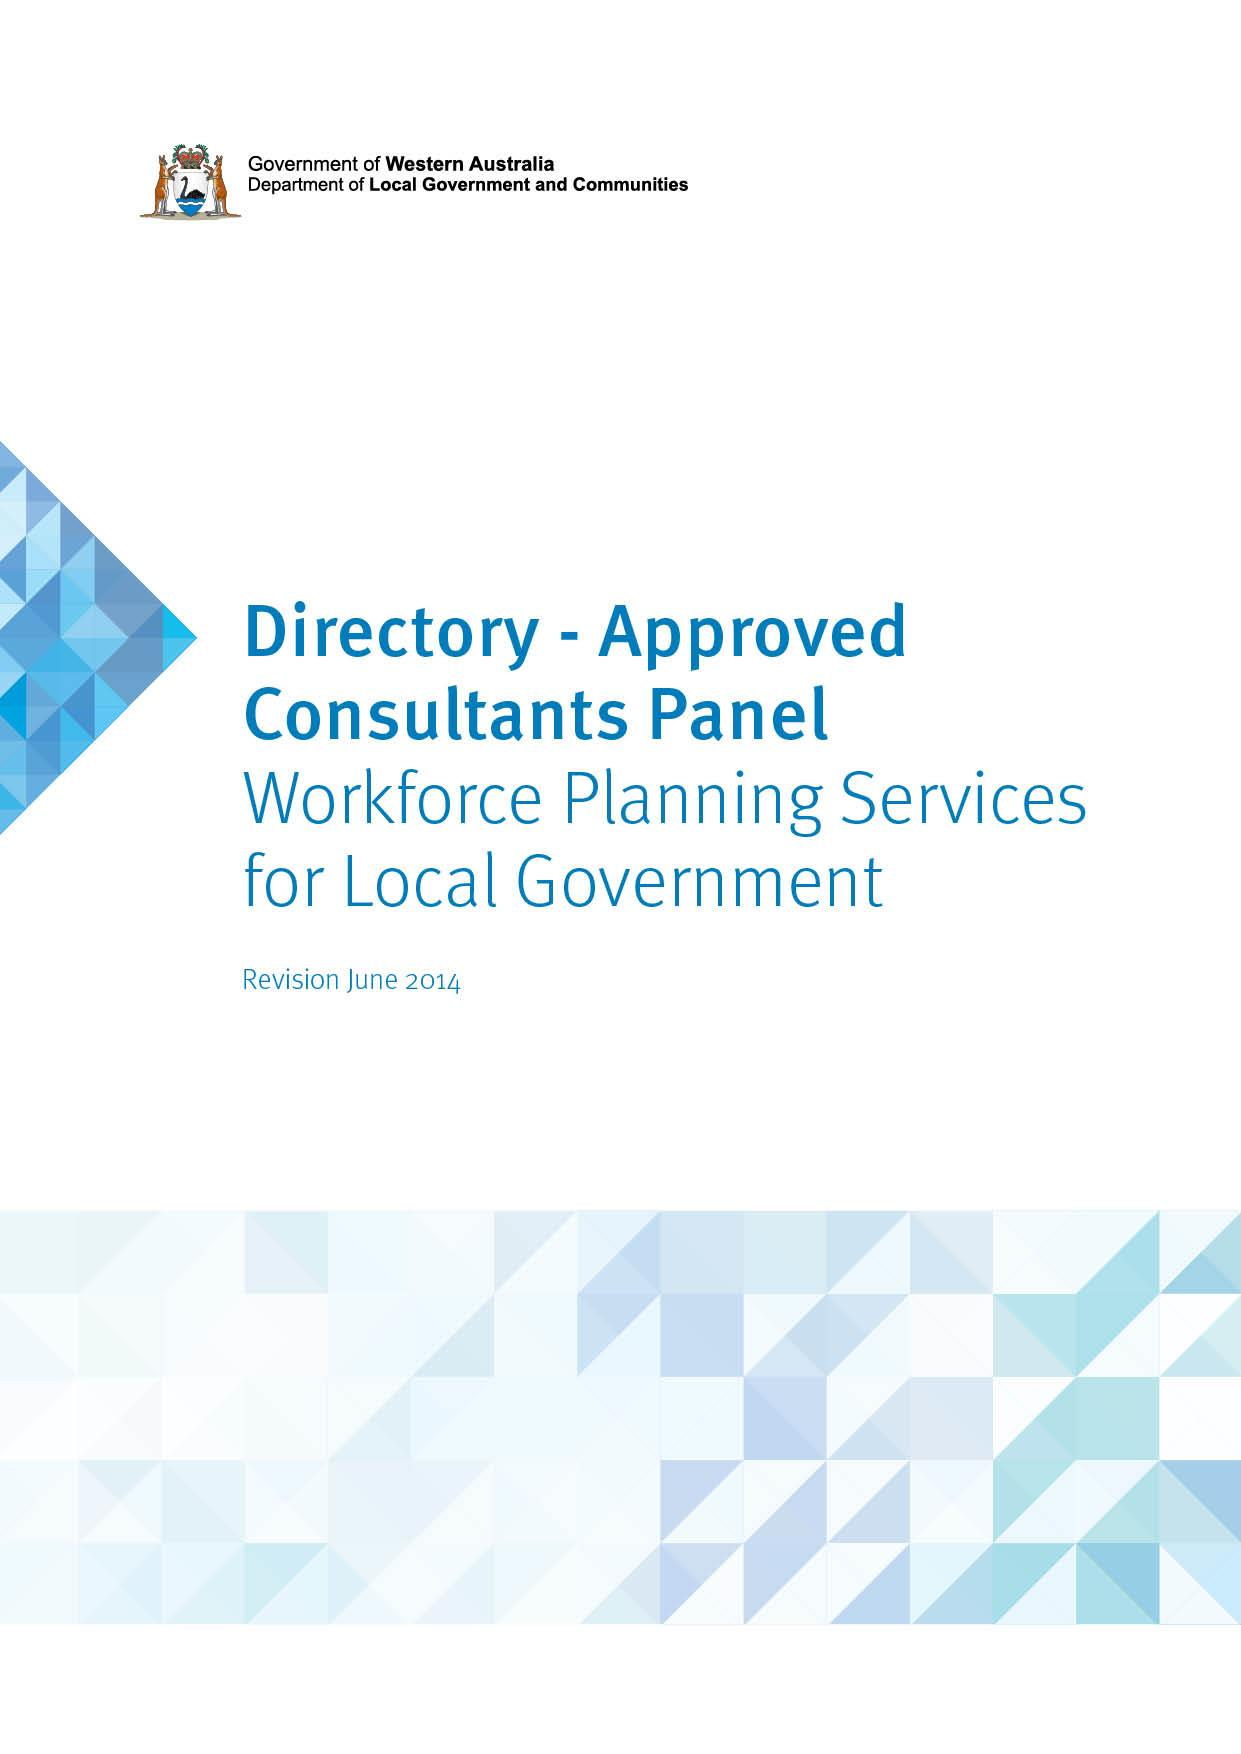 Government of Western Australia
Department of Local Government and Communities
Directory - Approved
Consultants Panel
Workforce Planning Services
for Local Government
Revision June 2014